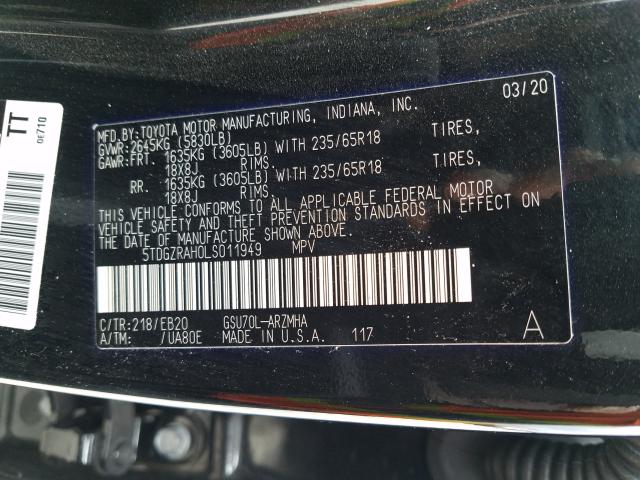 TT
0E710
03/20
MFD.BY:TOYOTA MOTOR MANUFACTURING, INDIANA, INC.
GVWR:2645KG (5830LB)
GAWR:FRT. 1635KG (3605LB) WITH 235/65R18 TIRES,
18X8J RIMS.
RR. 1635KG (3605LB) WITH 235/65R18 TIRES,
18X8J RIMS.
THIS VEHICLE CONFORMS TO ALL APPLICABLE FEDERAL MOTOR
VEHICLE SAFETY AND THEFT PREVENTION STANDARDS IN EFFECT ON
THE DATE OF MANUFACTURE SHOWN ABOVE.
5TDGZRAH0LS011949 MPV
C/TR:218/EB20 GSU70L-ARZMHA
A/TM: /UA80E MADE IN U.S.A. 117 A